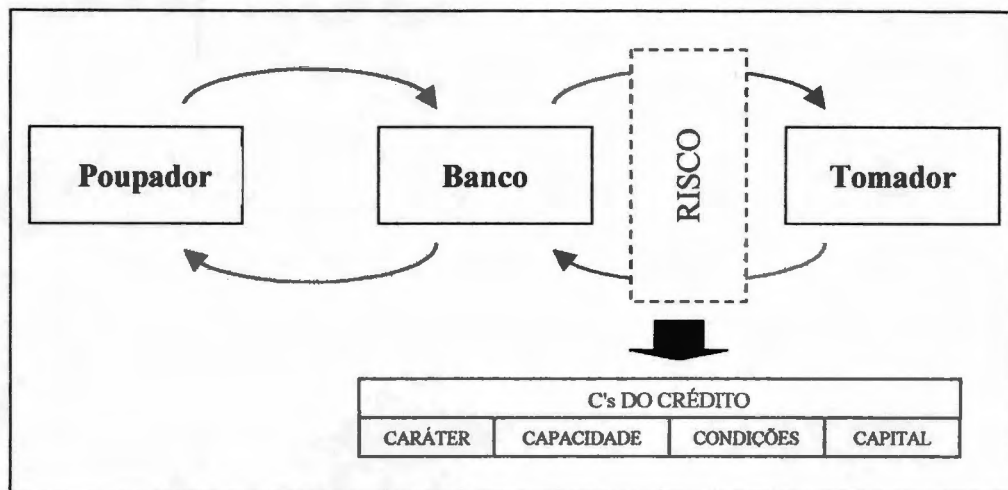 Poupador Banco RISCO Tomador
C's DO CRÉDITO
CARÁTER CAPACIDADE CONDIÇÕES CAPITAL